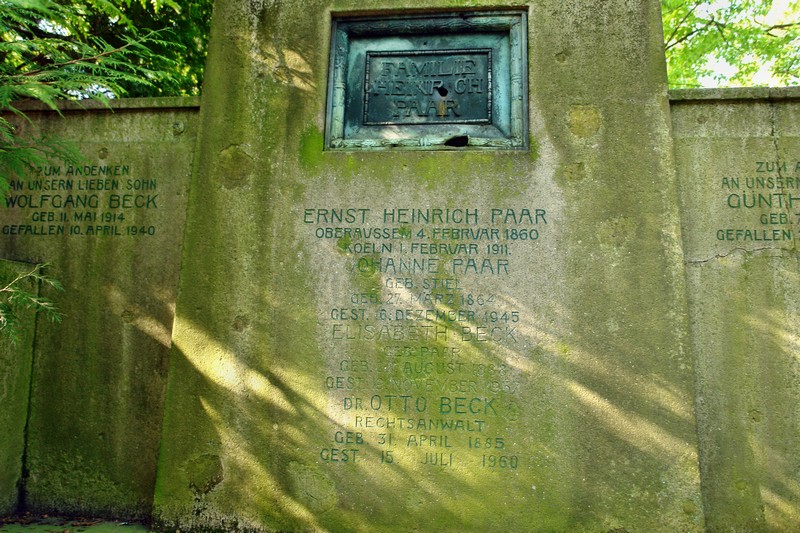 FAMILIE
HEINRICH
PAAR
ZUM ANDENKEN
AN UNSERN LIEBEN SOHN
WOLFGANG BECK
GEB. 11. MAI 1914
GEFALLEN 10. APRIL 1940
ERNST HEINRICH PAAR
OBERAUSSEM 4. FEBRUAR 1860
KOELN 1. FEBRUAR 1911.
JOHANNE PAAR
GEB. STIEL
GEB. 27. MÄRZ 1864
GEST. 16. DEZEMBER 1945
ELISABETH BECK
GEB. PAAR
GEB. AUGUST
GEST. NOVEMBER
DR. OTTO BECK
RECHTSANWALT
GEB. 31. APRIL 1885
GEST. 15 JULI 1960
ZUM
AN UNSERN
GÜNTH
GEB.
GEFALLEN